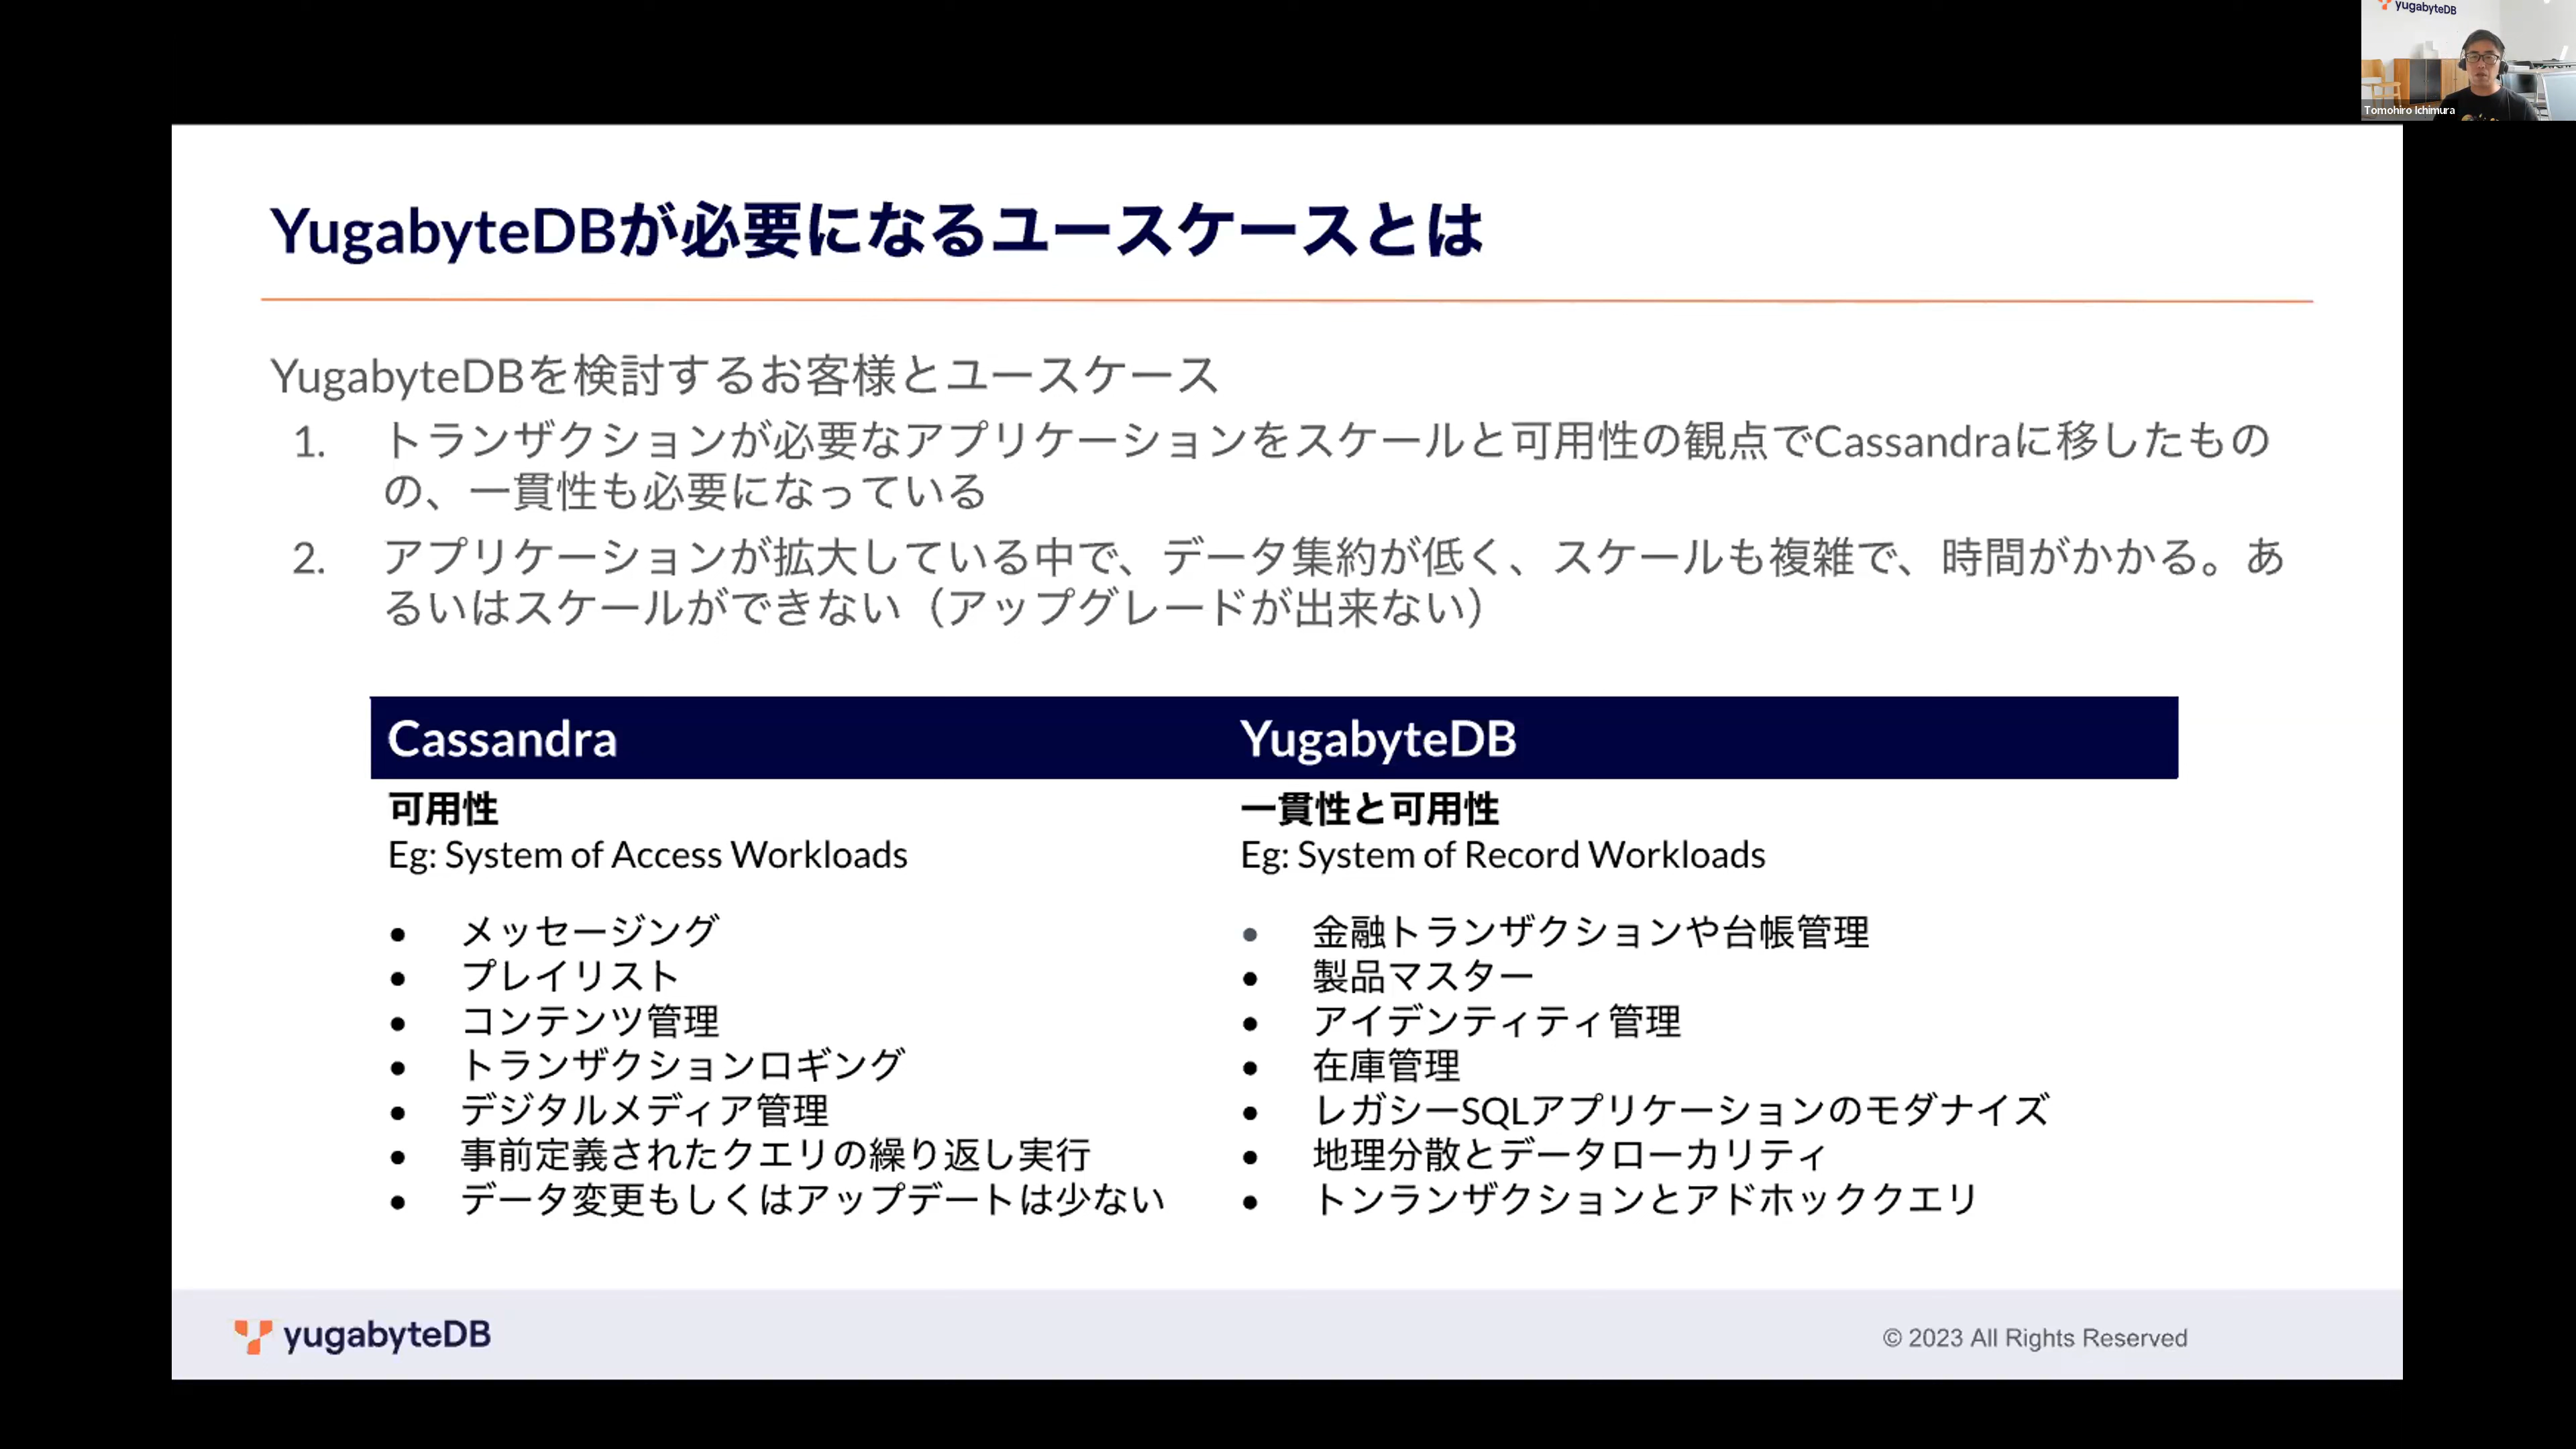 yugabyteDB
Tomohiro Ichimura
YugabyteDBが必要になるユースケースとは
YugabyteDBを検討するお客様とユースケース
1. トランザクションが必要なアプリケーションをスケールと可用性の観点でCassandraに移したもの
の、一貫性も必要になっている
2. アプリケーションが拡大している中で、データ集約が低く、スケールも複雑で、時間がかかる。あ
るいはスケールができない（アップグレードが出来ない）
Cassandra
可用性
Eg: System of Access Workloads
● メッセージング
● プレイリスト
● コンテンツ管理
● トランザクションロギング
● デジタルメディア管理
● 事前定義されたクエリの繰り返し実行
● データ変更もしくはアップデートは少ない
YugabyteDB
一貫性と可用性
Eg: System of Record Workloads
● 金融トランザクションや台帳管理
● 製品マスター
● アイデンティティ管理
● 在庫管理
● レガシーSQLアプリケーションのモダナイズ
● 地理分散とデータローカリティ
● トンランザクションとアドホッククエリ
yugabyteDB
© 2023 All Rights Reserved